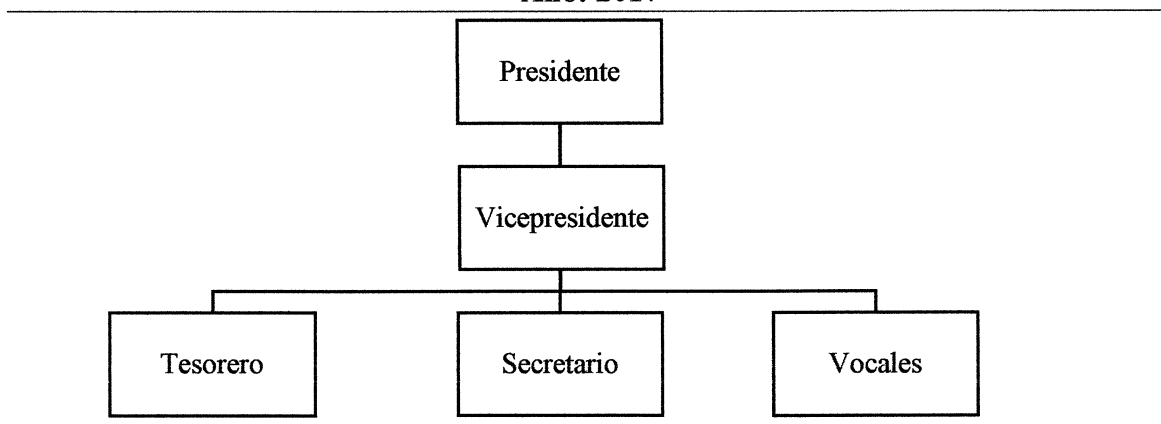 Presidente
Vicepresidente
Tesorero
Secretario
Vocales